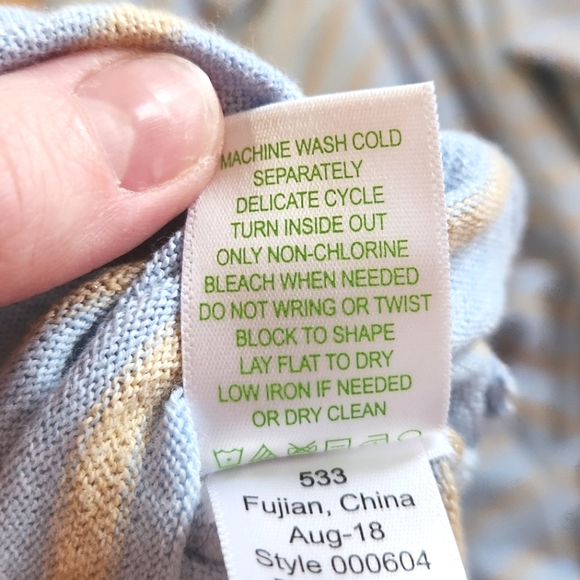 MACHINE WASH COLD
SEPARATELY
DELICATE CYCLE
TURN INSIDE OUT
ONLY NON-CHLORINE
BLEACH WHEN NEEDED
DO NOT WRING OR TWIST
BLOCK TO SHAPE
LAY FLAT TO DRY
LOW IRON IF NEEDED
OR DRY CLEAN
533
Fujian, China
Aug-18
Style 000604